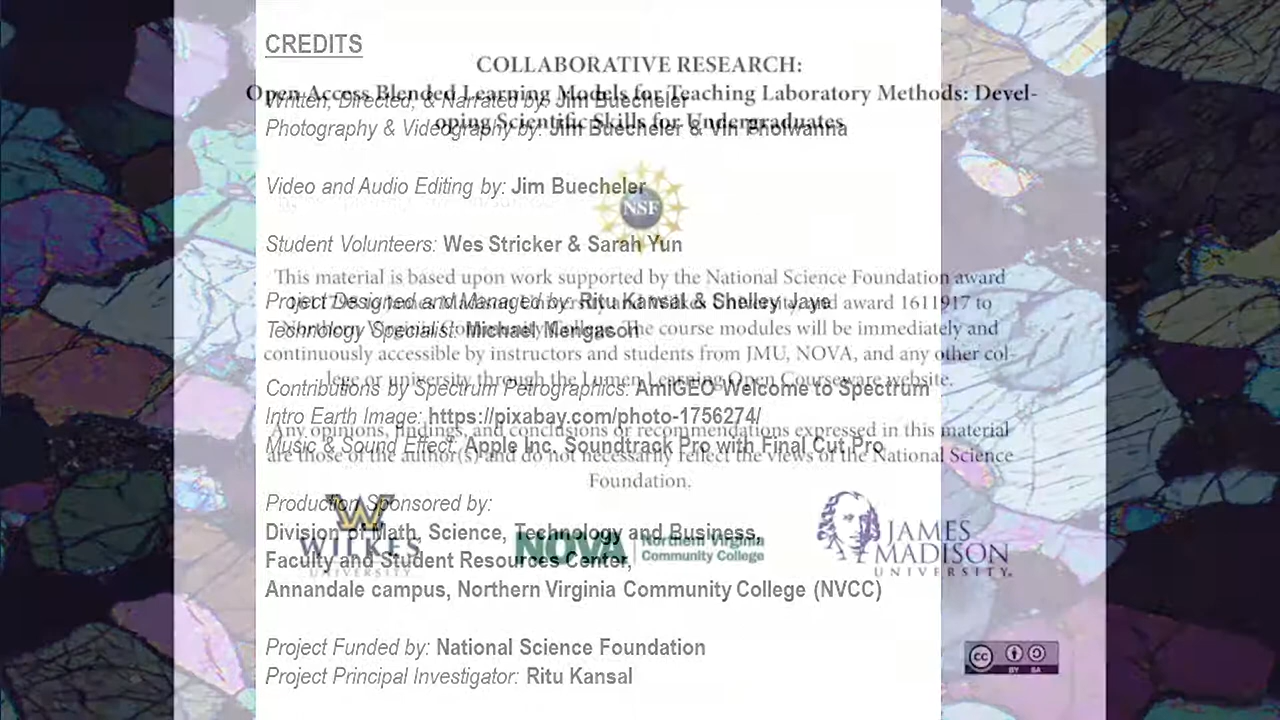 CREDITS
COLLABORATIVE RESEARCH:
Open Access Blended Learning Models for Teaching Laboratory Methods: Devel-
oping Scientific Skills for Undergraduates
Written, Directed, & Narrated by: Jim Buecheler
Photography & Videography by: Jim Buecheler & Vin
Video and Audio Editing by: Jim Buecheler
NSF
Student Volunteers: Wes Stricker & Sarah Yun
This material is based upon work supported by the National Science Foundation award
and award 1611917 to
The course modules will be immediately and
continuously accessible by instructors and students from JMU, NOVA, and any other col-
lege or university through the Lumen Learning Open Courseware website.
Project Designed and Managed by: Ritu Kansal & Shelley Jaye
Technology Specialist: Michael Mengason
Contributions by Spectrum Petrographics: AmiGEO Welcome to Spectrum
Intro Earth Image: https://pixabay.com/photo-1756274/
Music & Sound Effect: Apple Inc. Soundtrack Pro with Final Cut Pro
Any opinions, findings, and conclusions or recommendations expressed in this material
are those of the author(s) and do not necessarily reflect the views of the National Science
Foundation.
Production Sponsored by:
Division of Math, Science, Technology and Business,
Faculty and Student Resources Center,
Annandale campus, Northern Virginia Community College (NVCC)
W
WILKES
UNIVERSITY
NOVA
Northern Virginia
Community College
JAMES
MADISON
UNIVERSITY.
Project Funded by: National Science Foundation
Project Principal Investigator: Ritu Kansal
cc
BY SA